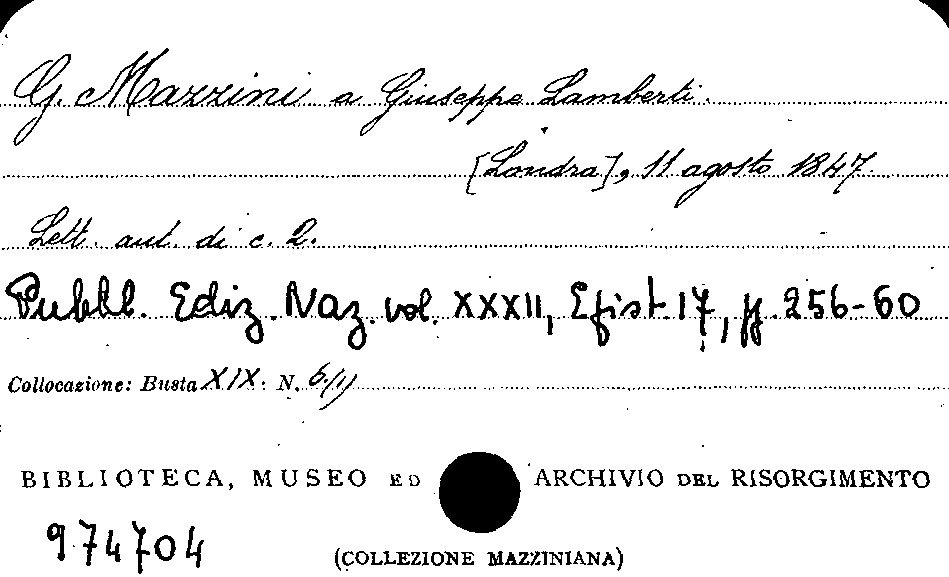 G. Mazzini a Giuseppe Lamberti.
[Londra], 11 agosto 1847.
Lett. aut. di c. 2.
Pubbl. Ediz. Naz. vol. XXXII, Epist. 17, pp. 256-60
Collocazione: Busta XIX: N. 6/(1)
BIBLIOTECA, MUSEO ED ARCHIVIO DEL RISORGIMENTO
974704
(COLLEZIONE MAZZINIANA)